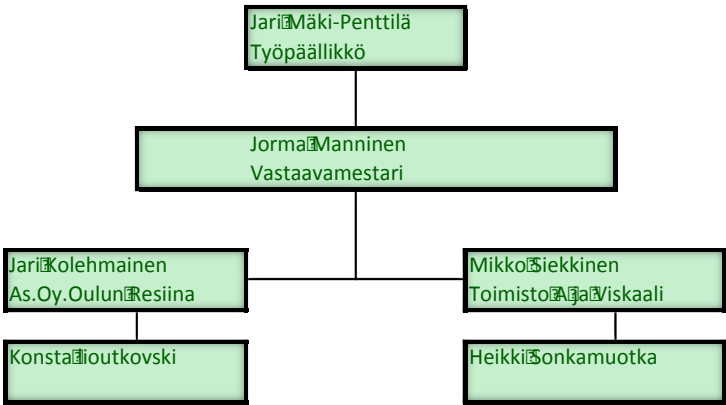 Jari Mäki-Penttilä
Työpäällikkö
Jorma Manninen
Vastaavamestari
Jari Kolehmainen
As.Oy.Oulun Resiina
Mikko Siekkinen
Toimisto A ja Viskaali
Konsta lioutkovski
Heikki Sonkamuotka